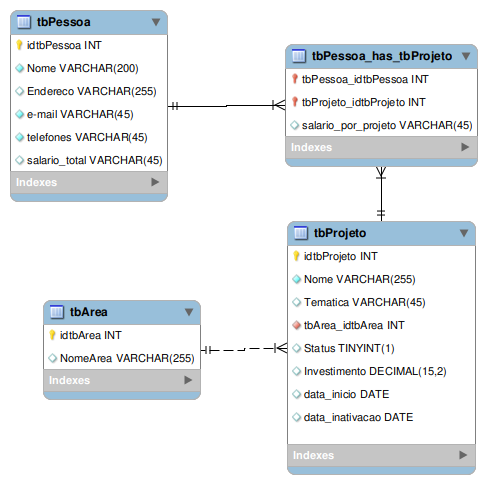 tbPessoa
idtbPessoa INT
Nome VARCHAR(200)
Endereco VARCHAR(255)
e-mail VARCHAR(45)
telefones VARCHAR(45)
salario_total VARCHAR(45)
Indexes
tbPessoa_has_tbProjeto
tbPessoa_idtbPessoa INT
tbProjeto_idtbProjeto INT
salario_por_projeto VARCHAR(45)
Indexes
tbArea
idtbArea INT
NomeArea VARCHAR(255)
Indexes
tbProjeto
idtbProjeto INT
Nome VARCHAR(255)
Tematica VARCHAR(45)
tbArea_idtbArea INT
Status TINYINT(1)
Investimento DECIMAL(15,2)
data_inicio DATE
data_inativacao DATE
Indexes